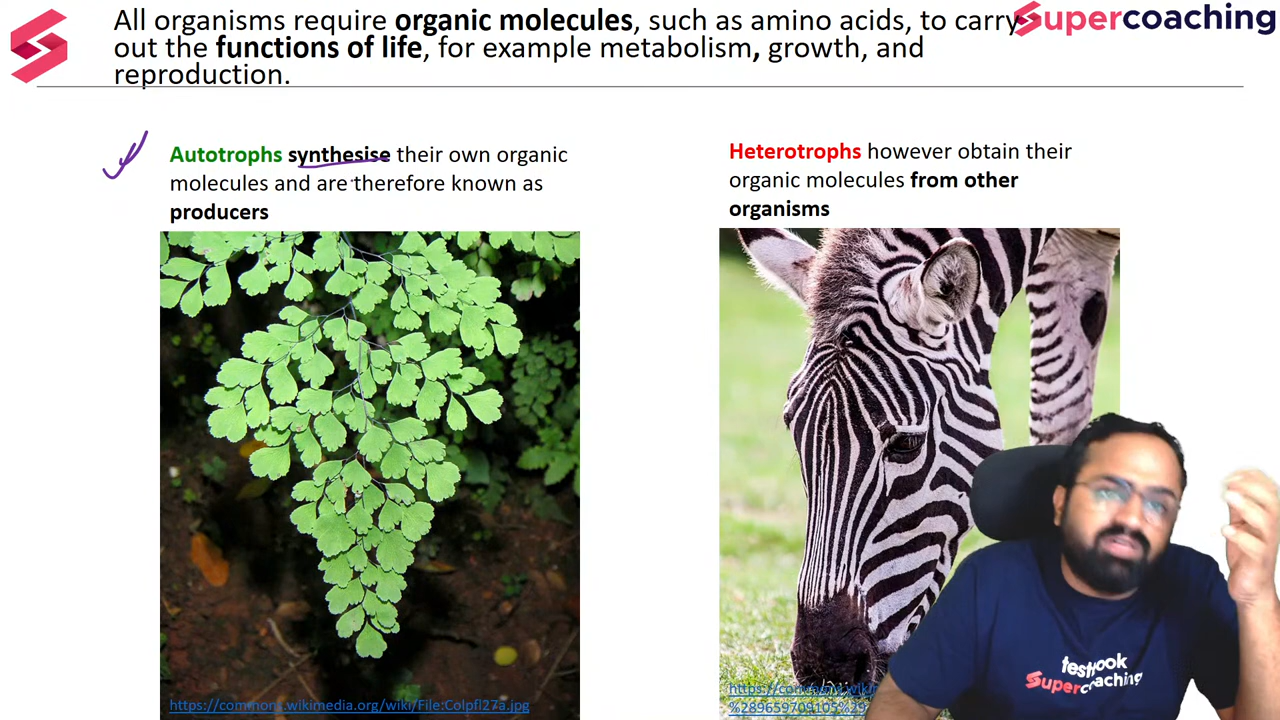 All organisms require organic molecules, such as amino acids, to carry
out the functions of life, for example metabolism, growth, and
reproduction.
Supercoaching
Autotrophs synthesise their own organic
molecules and are therefore known as
producers
Heterotrophs however obtain their
organic molecules from other
organisms
https://commons.wikimedia.org/wiki/File:Colpfl27a.jpg
%289659709105%29
testbook
Supercoaching